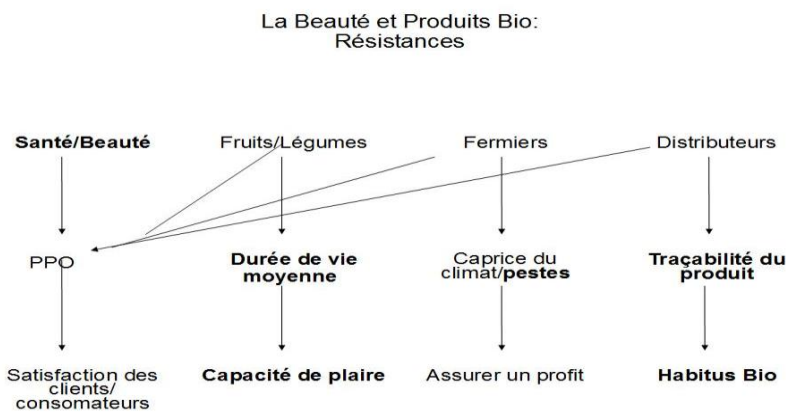 La Beauté et Produits Bio:
Résistances
Santé/Beauté
Fruits/Légumes
Fermiers
Distributeurs
PPO
Durée de vie
moyenne
Caprice du
climat/pestes
Traçabilité du
produit
Satisfaction des
clients/
consomateurs
Capacité de plaire
Assurer un profit
Habitus Bio